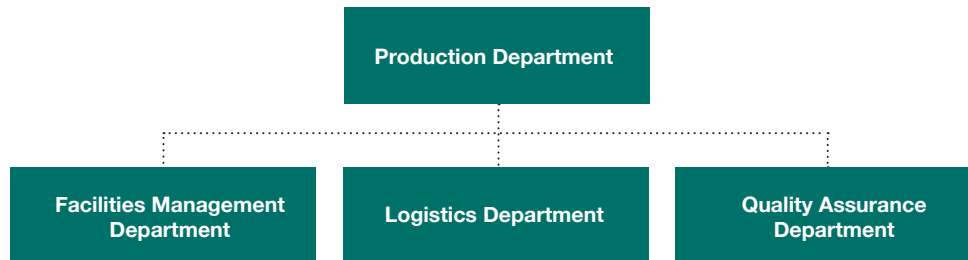 Production Department
Facilities Management
Department
Logistics Department
Quality Assurance
Department